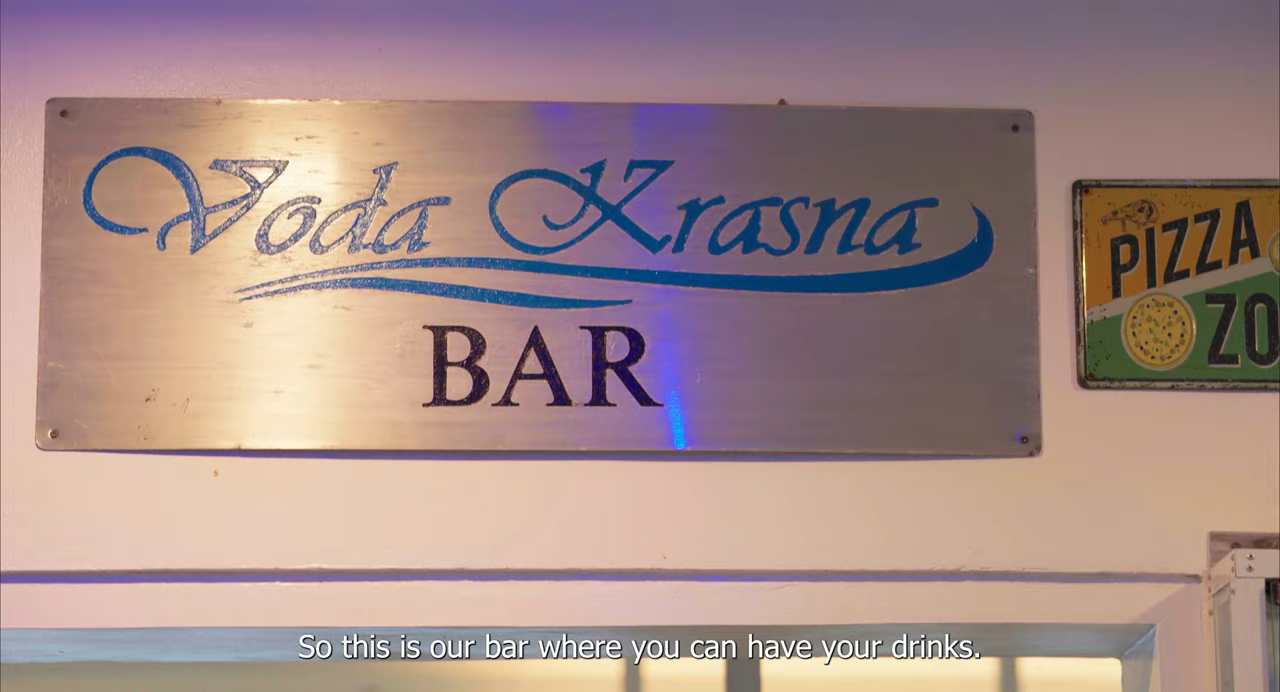 Voda Krasna
BAR
PIZZA
ZO
So this is our bar where you can have your drinks.